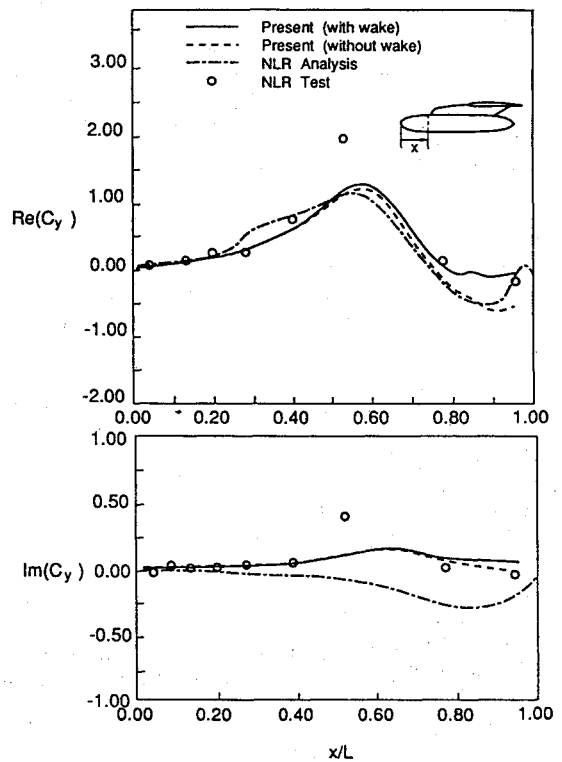 Present (with wake)
Present (without wake)
NLR Analysis
NLR Test
3.00
2.00
1.00
0.00
-1.00
-2.00
Re(Cy )
x
0.00 0.20 0.40 0.60 0.80 1.00
1.00
0.50
0.00
-0.50
-1.00
Im(Cy )
0.00 0.20 0.40 0.60 0.80 1.00
x/L